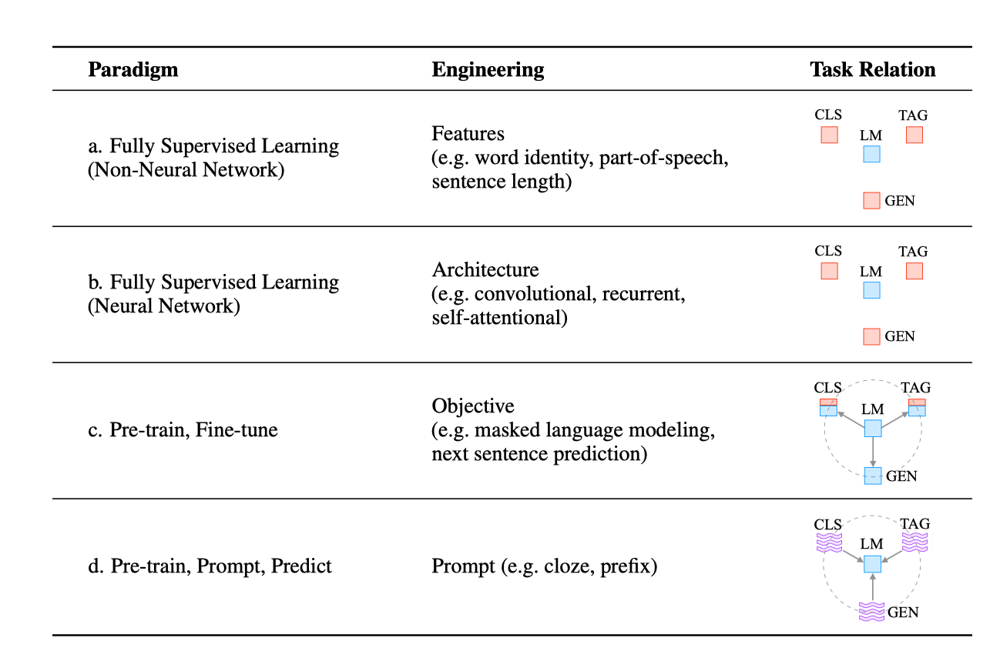 Paradigm Engineering Task Relation
a. Fully Supervised Learning
(Non-Neural Network)
Features
(e.g. word identity, part-of-speech,
sentence length)
CLS TAG
LM
GEN
b. Fully Supervised Learning
(Neural Network)
Architecture
(e.g. convolutional, recurrent,
self-attentional)
CLS TAG
LM
GEN
c. Pre-train, Fine-tune
Objective
(e.g. masked language modeling,
next sentence prediction)
CLS TAG
LM
GEN
d. Pre-train, Prompt, Predict
Prompt (e.g. cloze, prefix)
CLS TAG
LM
GEN